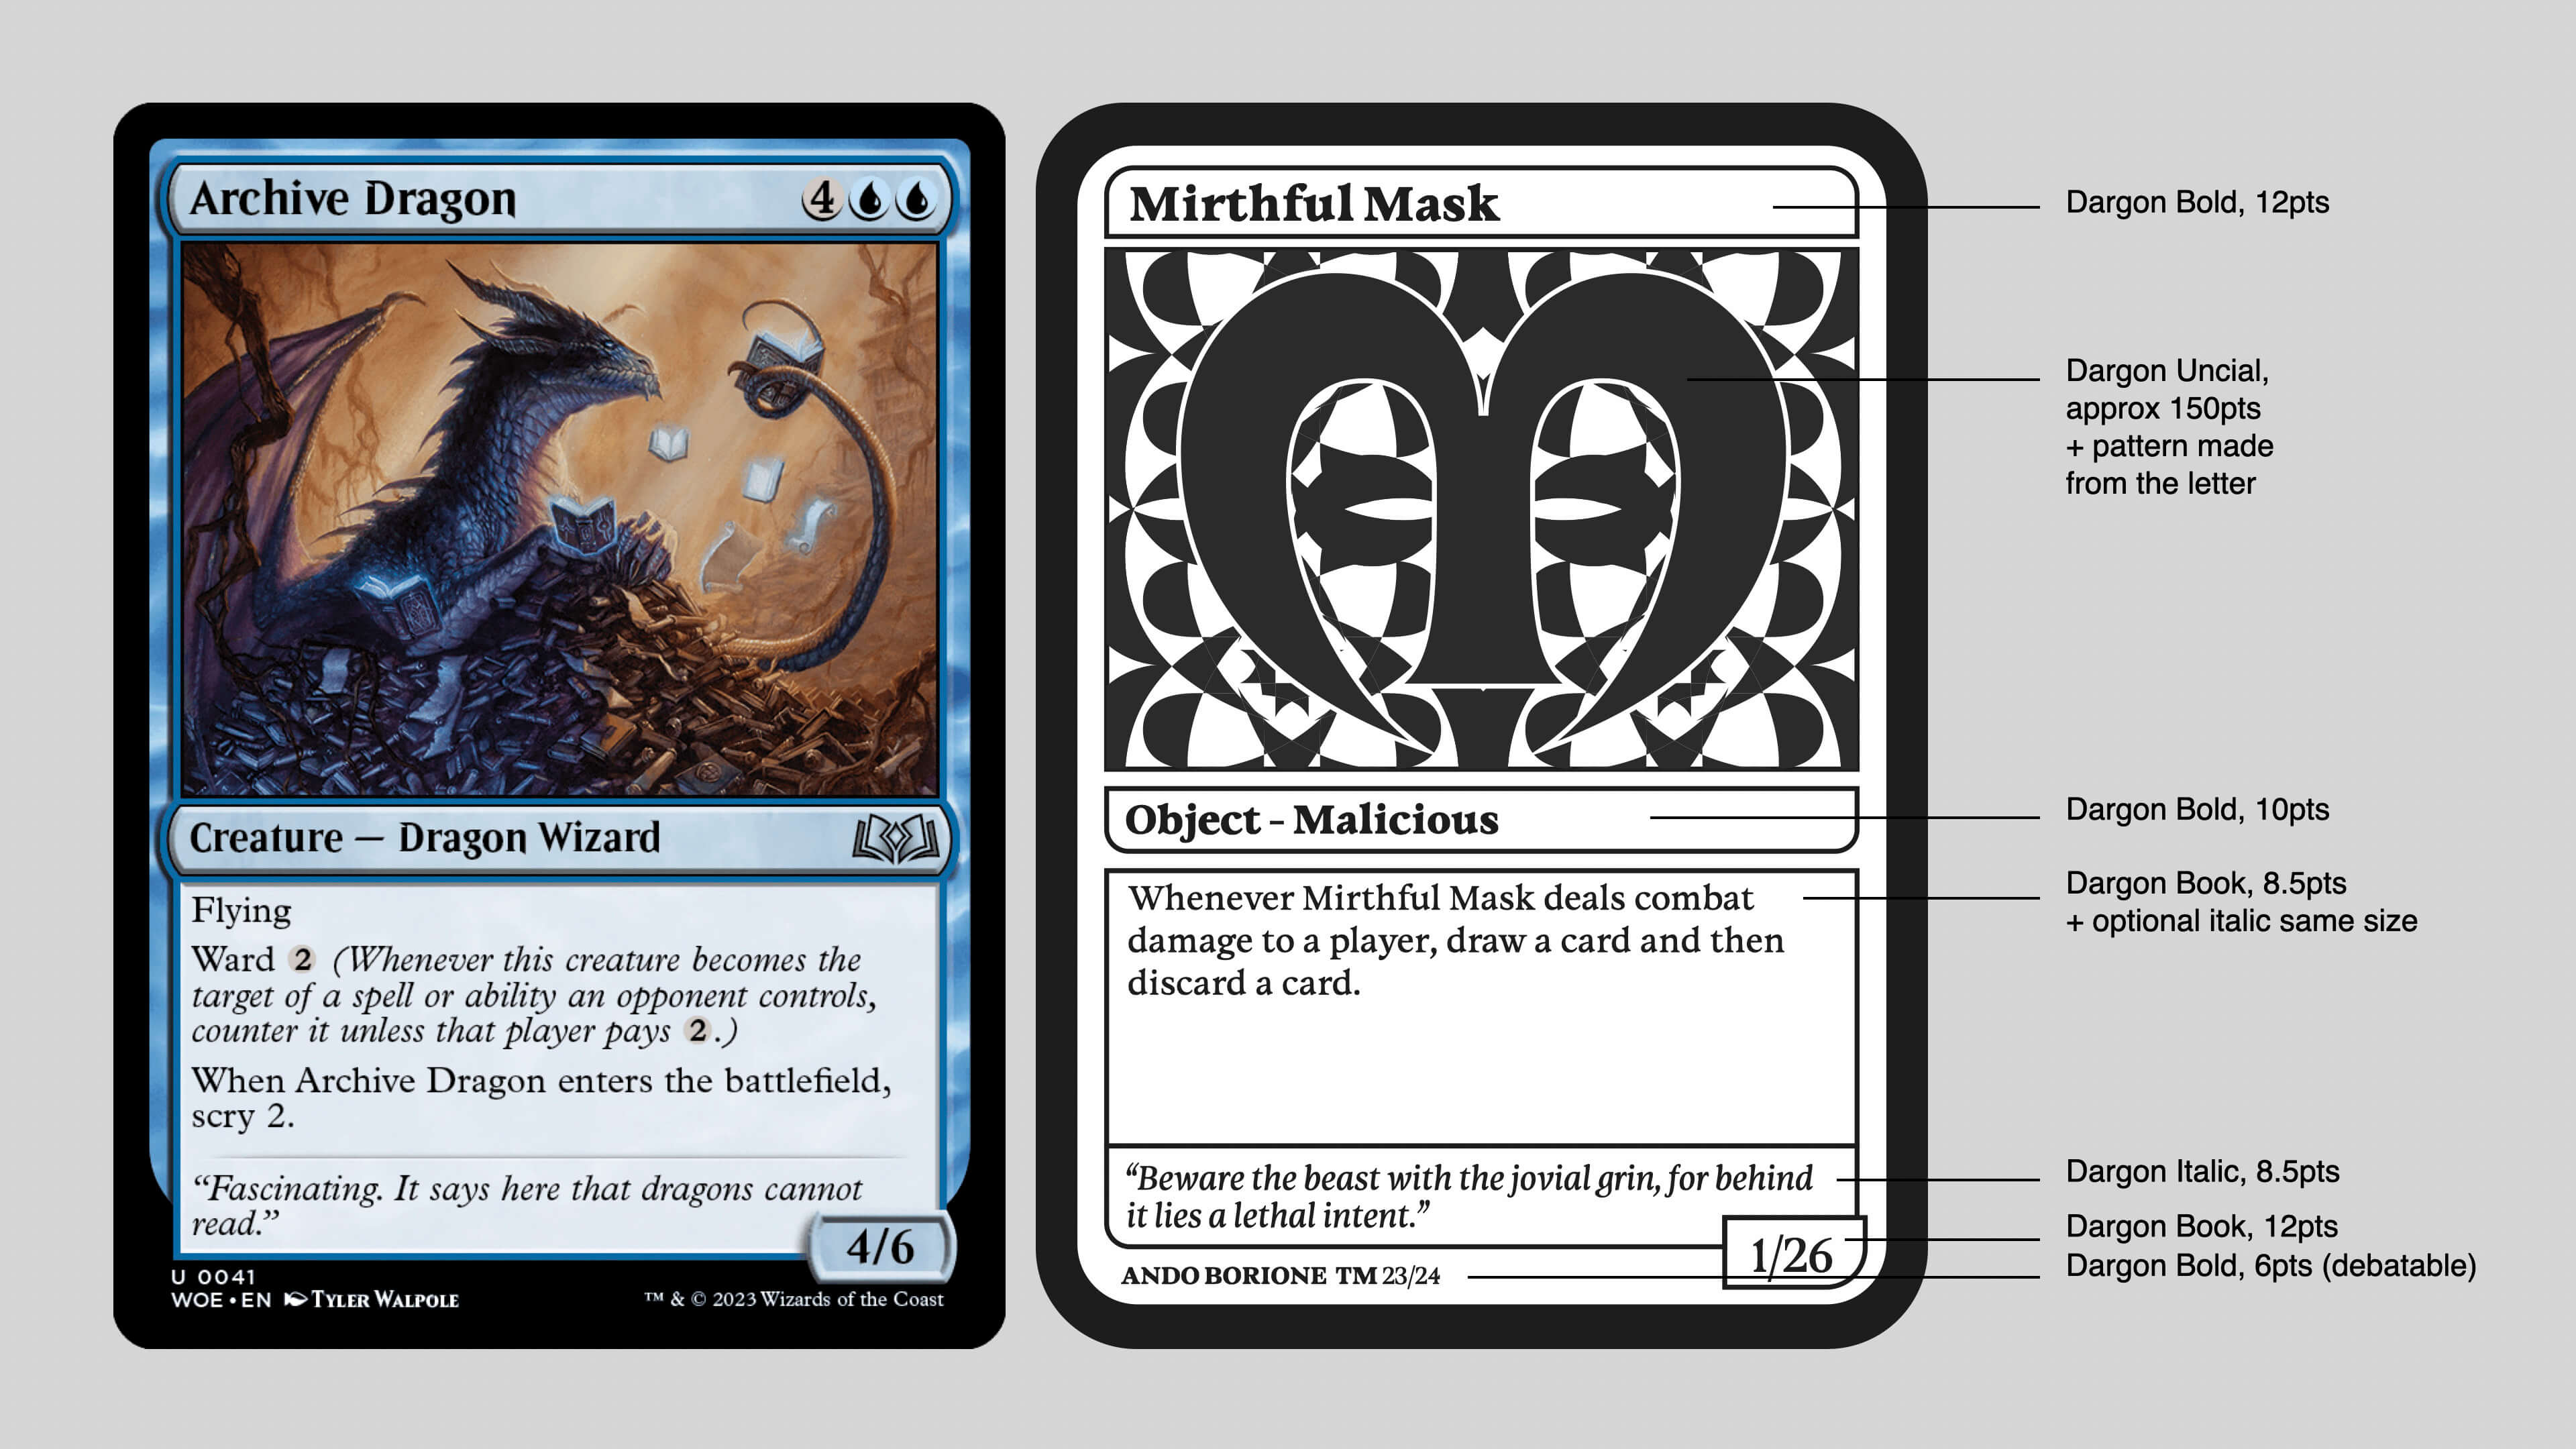 Archive Dragon 4
Creature — Dragon Wizard
Flying
Ward 2 (Whenever this creature becomes the
target of a spell or ability an opponent controls,
counter it unless that player pays 2.)
When Archive Dragon enters the battlefield,
scry 2.
“Fascinating. It says here that dragons cannot
read.”
4/6
U 0041
WOE • EN TYLER WALPOLE
™ & © 2023 Wizards of the Coast
Mirthful Mask
M
Object - Malicious
Whenever Mirthful Mask deals combat
damage to a player, draw a card and then
discard a card.
“Beware the beast with the jovial grin, for behind
it lies a lethal intent.”
1/26
ANDO BORIONE TM 23/24
Dargon Bold, 12pts
Dargon Uncial,
approx 150pts
+ pattern made
from the letter
Dargon Bold, 10pts
Dargon Book, 8.5pts
+ optional italic same size
Dargon Italic, 8.5pts
Dargon Book, 12pts
Dargon Bold, 6pts (debatable)